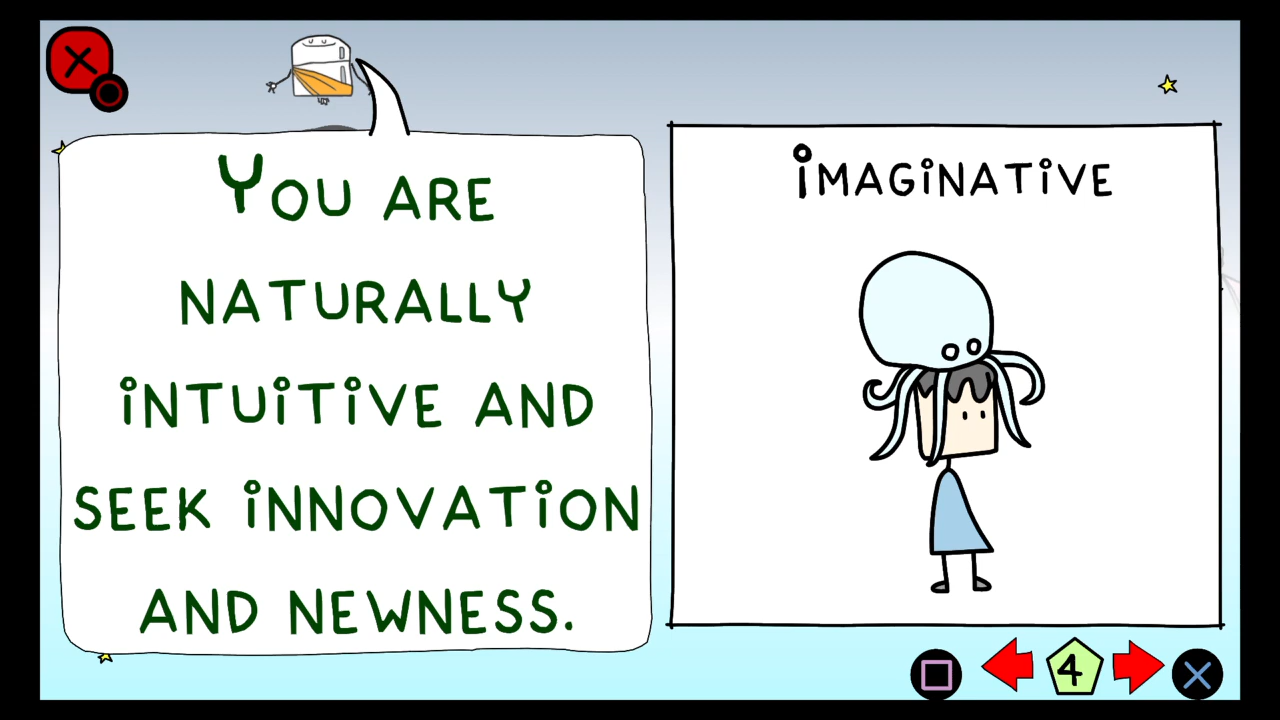 You are
naturally
intuitive and
seek innovation
and newness.
Imaginative
4